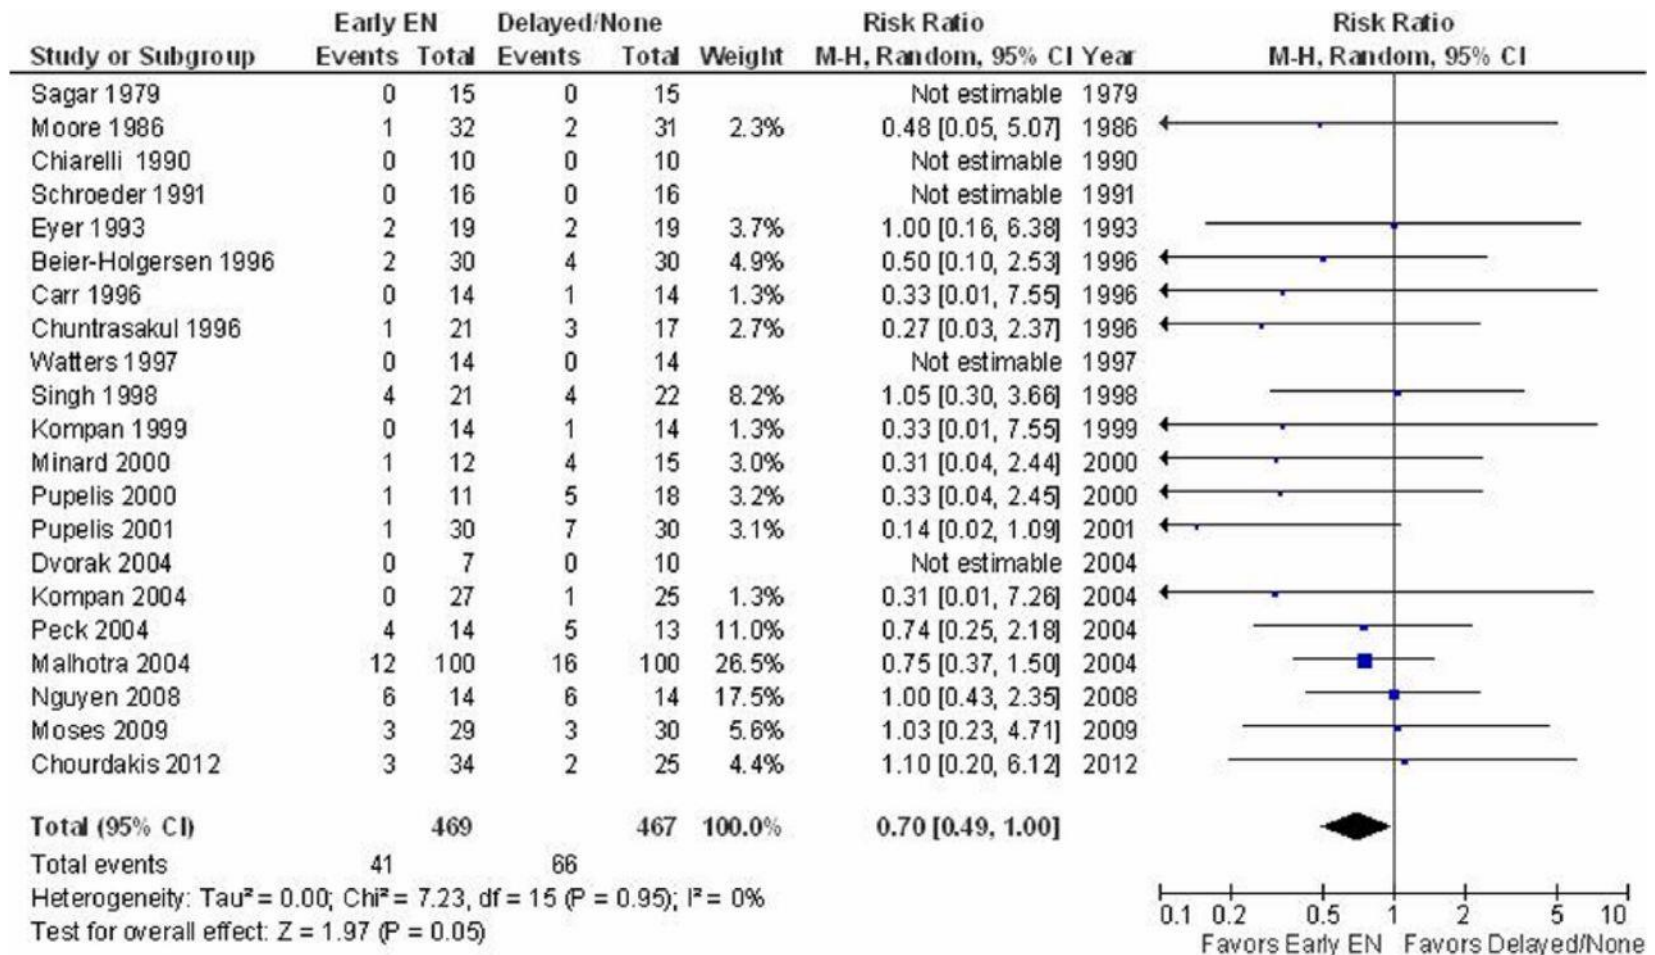 Early EN Delayed/None Risk Ratio Risk Ratio
Study or Subgroup Events Total Events Total Weight M-H, Random, 95% CI Year M-H, Random, 95% CI
Sagar 1979 0 15 0 15 Not estimable 1979
Moore 1986 1 32 2 31 2.3% 0.48 [0.05, 5.07] 1986
Chiarelli 1990 0 10 0 10 Not estimable 1990
Schroeder 1991 0 16 0 16 Not estimable 1991
Eyer 1993 2 19 2 19 3.7% 1.00 [0.16, 6.38] 1993
Beier-Holgersen 1996 2 30 4 30 4.9% 0.50 [0.10, 2.53] 1996
Carr 1996 0 14 1 14 1.3% 0.33 [0.01, 7.55] 1996
Chuntrasakul 1996 1 21 3 17 2.7% 0.27 [0.03, 2.37] 1996
Watters 1997 0 14 0 14 Not estimable 1997
Singh 1998 4 21 4 22 8.2% 1.05 [0.30, 3.66] 1998
Kompan 1999 0 14 1 14 1.3% 0.33 [0.01, 7.55] 1999
Minard 2000 1 12 4 15 3.0% 0.31 [0.04, 2.44] 2000
Pupelis 2000 1 11 5 18 3.2% 0.33 [0.04, 2.45] 2000
Pupelis 2001 1 30 7 30 3.1% 0.14 [0.02, 1.09] 2001
Dvorak 2004 0 7 0 10 Not estimable 2004
Kompan 2004 0 27 1 25 1.3% 0.31 [0.01, 7.26] 2004
Peck 2004 4 14 5 13 11.0% 0.74 [0.25, 2.18] 2004
Malhotra 2004 12 100 16 100 26.5% 0.75 [0.37, 1.50] 2004
Nguyen 2008 6 14 6 14 17.5% 1.00 [0.43, 2.35] 2008
Moses 2009 3 29 3 30 5.6% 1.03 [0.23, 4.71] 2009
Chourdakis 2012 3 34 2 25 4.4% 1.10 [0.20, 6.12] 2012
Total (95% CI) 469 467 100.0% 0.70 [0.49, 1.00]
Total events 41 66
Heterogeneity: Tau² = 0.00; Chi² = 7.23, df = 15 (P = 0.95); I² = 0%
Test for overall effect: Z = 1.97 (P = 0.05)
0.1 0.2 0.5 1 2 5 10
Favors Early EN Favors Delayed/None